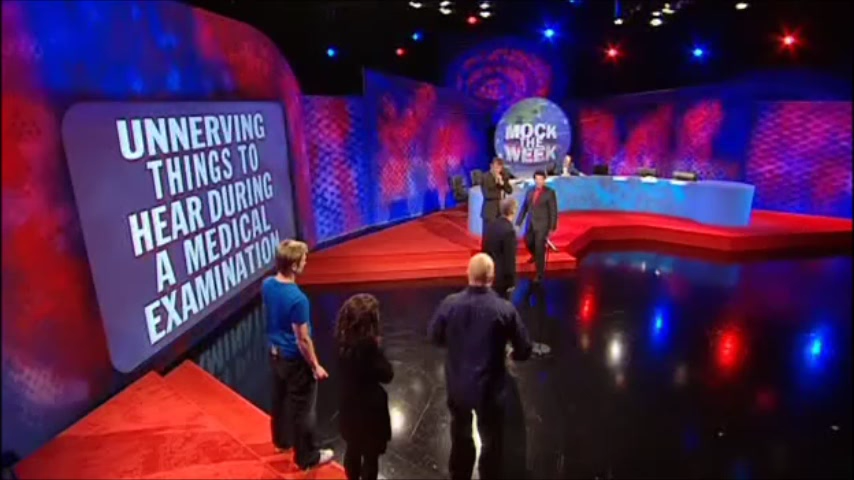 UNNERVING
THINGS TO
HEAR DURING
A MEDICAL
EXAMINATION
MOCK
THE
WEEK